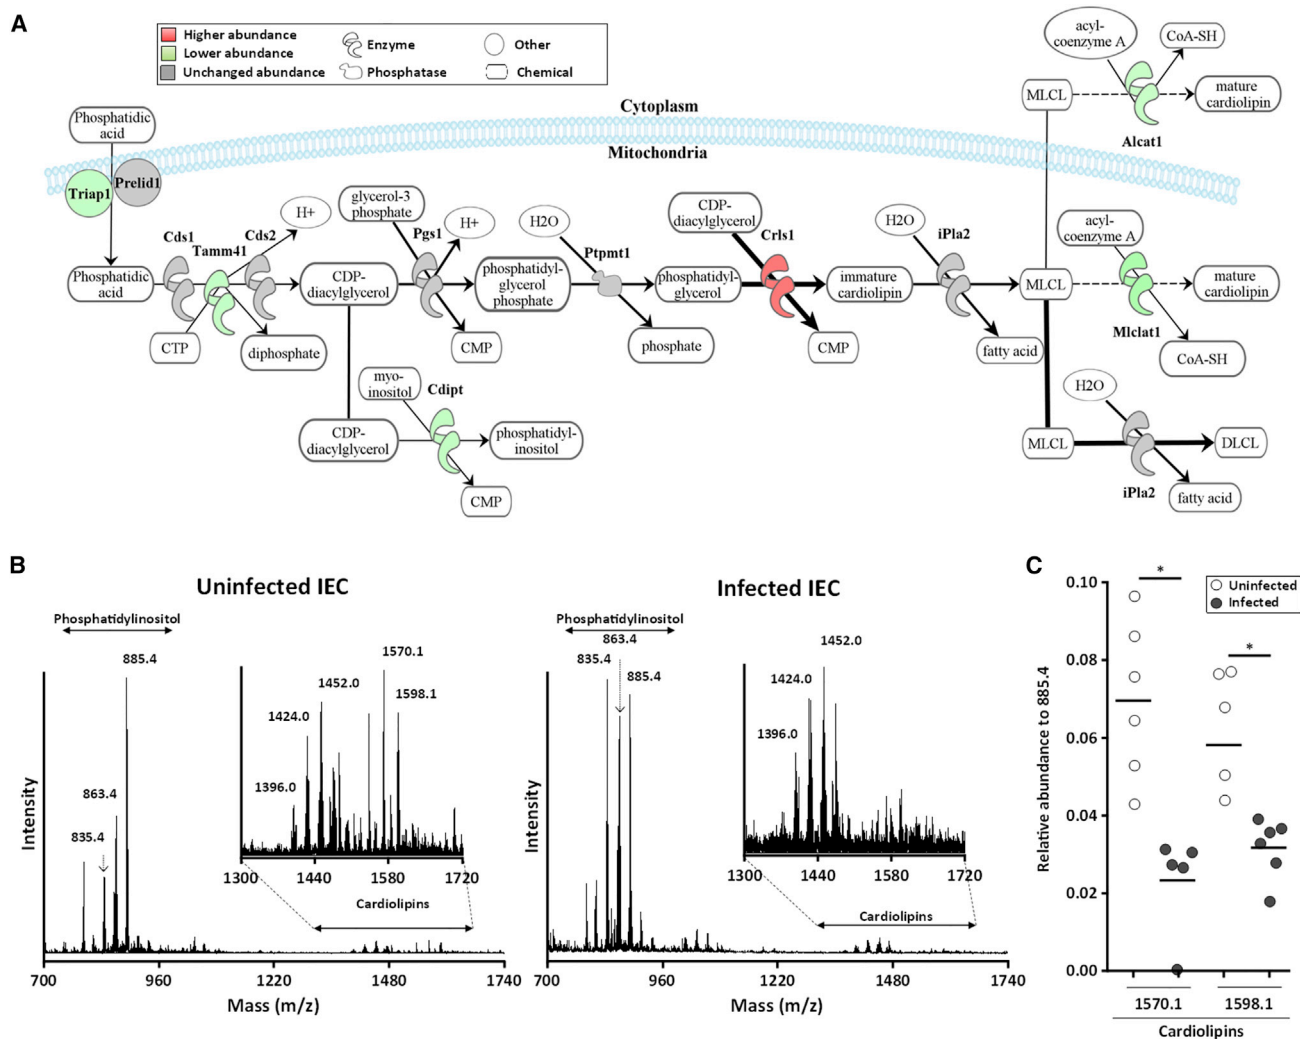 A
Higher abundance
Lower abundance
Unchanged abundance
Enzyme
Phosphatase
Other
Chemical
Cytoplasm
Mitochondria
Phosphatidic
acid
Triap1
Prelid1
Phosphatidic
acid
Cds1
Tamm41
Cds2
H+
CTP
diphosphate
CDP-
diacylglycerol
glycerol-3
phosphate
Pgs1
H+
CMP
phosphatidyl-
glycerol
phosphate
H2O
Ptpmt1
phosphate
phosphatidyl-
glycerol
CDP-
diacylglycerol
Crls1
CMP
immature
cardiolipin
H2O
iPla2
fatty acid
MLCL
MLCL
acyl-
coenzyme A
CoA-SH
Alcat1
mature
cardiolipin
acyl-
coenzyme A
Mlclat1
CoA-SH
mature
cardiolipin
MLCL
H2O
iPla2
DLCL
fatty acid
CDP-
diacylglycerol
myo-
inositol
Cdipt
phosphatidyl-
inositol
CMP
B
Uninfected IEC
Phosphatidylinositol
885.4
863.4
835.4
1570.1
1452.0
1598.1
1424.0
1396.0
1300 1440 1580 1720
Cardiolipins
Intensity
700 960 1220 1480 1740
Mass (m/z)
Infected IEC
Phosphatidylinositol
863.4
835.4
885.4
1452.0
1424.0
1396.0
1300 1440 1580 1720
Cardiolipins
Intensity
700 960 1220 1480 1740
Mass (m/z)
C
Uninfected
Infected
*
*
Relative abundance to 885.4
0.10
0.08
0.06
0.04
0.02
0.00
1570.1 1598.1
Cardiolipins